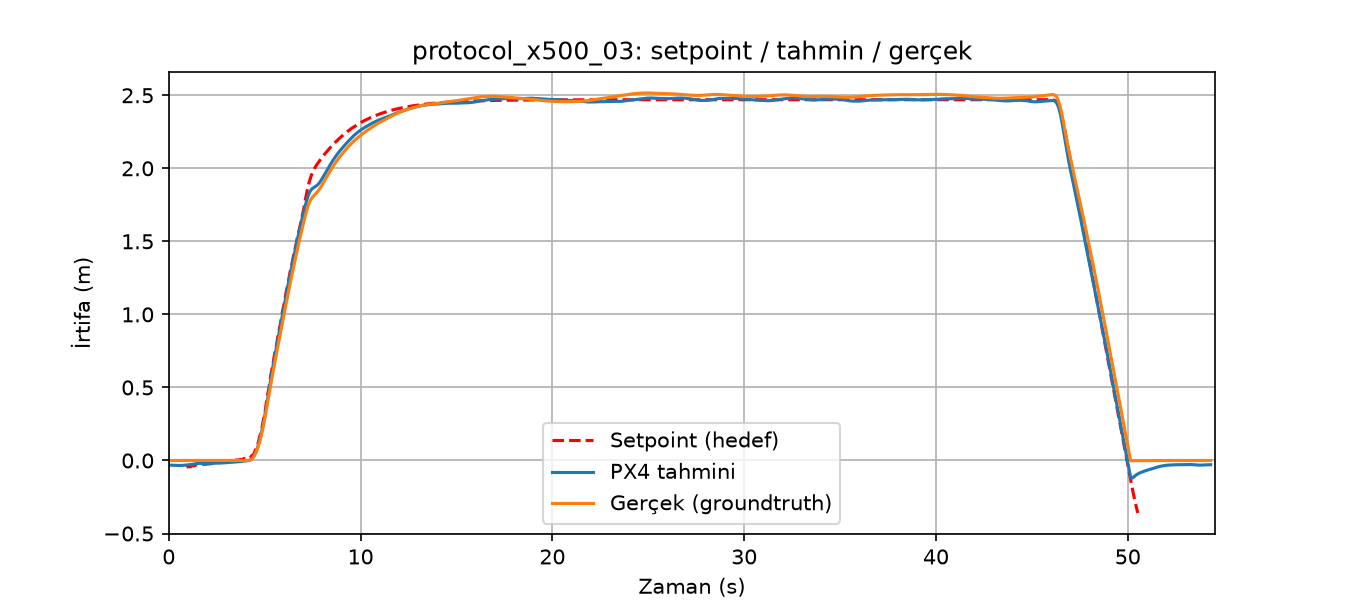 protocol_x500_03: setpoint / tahmin / gerçek
İrtifa (m)
2.5
2.0
1.5
1.0
0.5
0.0
−0.5
Setpoint (hedef)
PX4 tahmini
Gerçek (groundtruth)
0 10 20 30 40 50
Zaman (s)